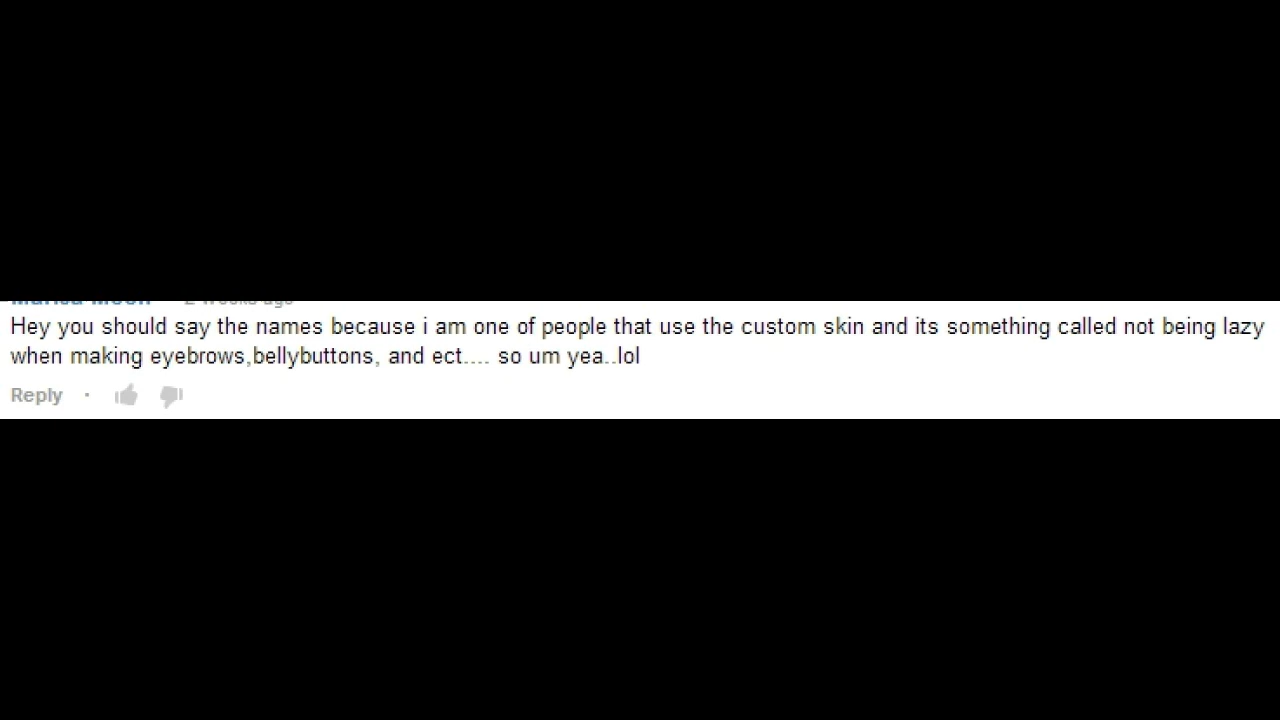 Hey you should say the names because i am one of people that use the custom skin and its something called not being lazy
when making eyebrows,bellybuttons, and ect.... so um yea..lol
Reply ·